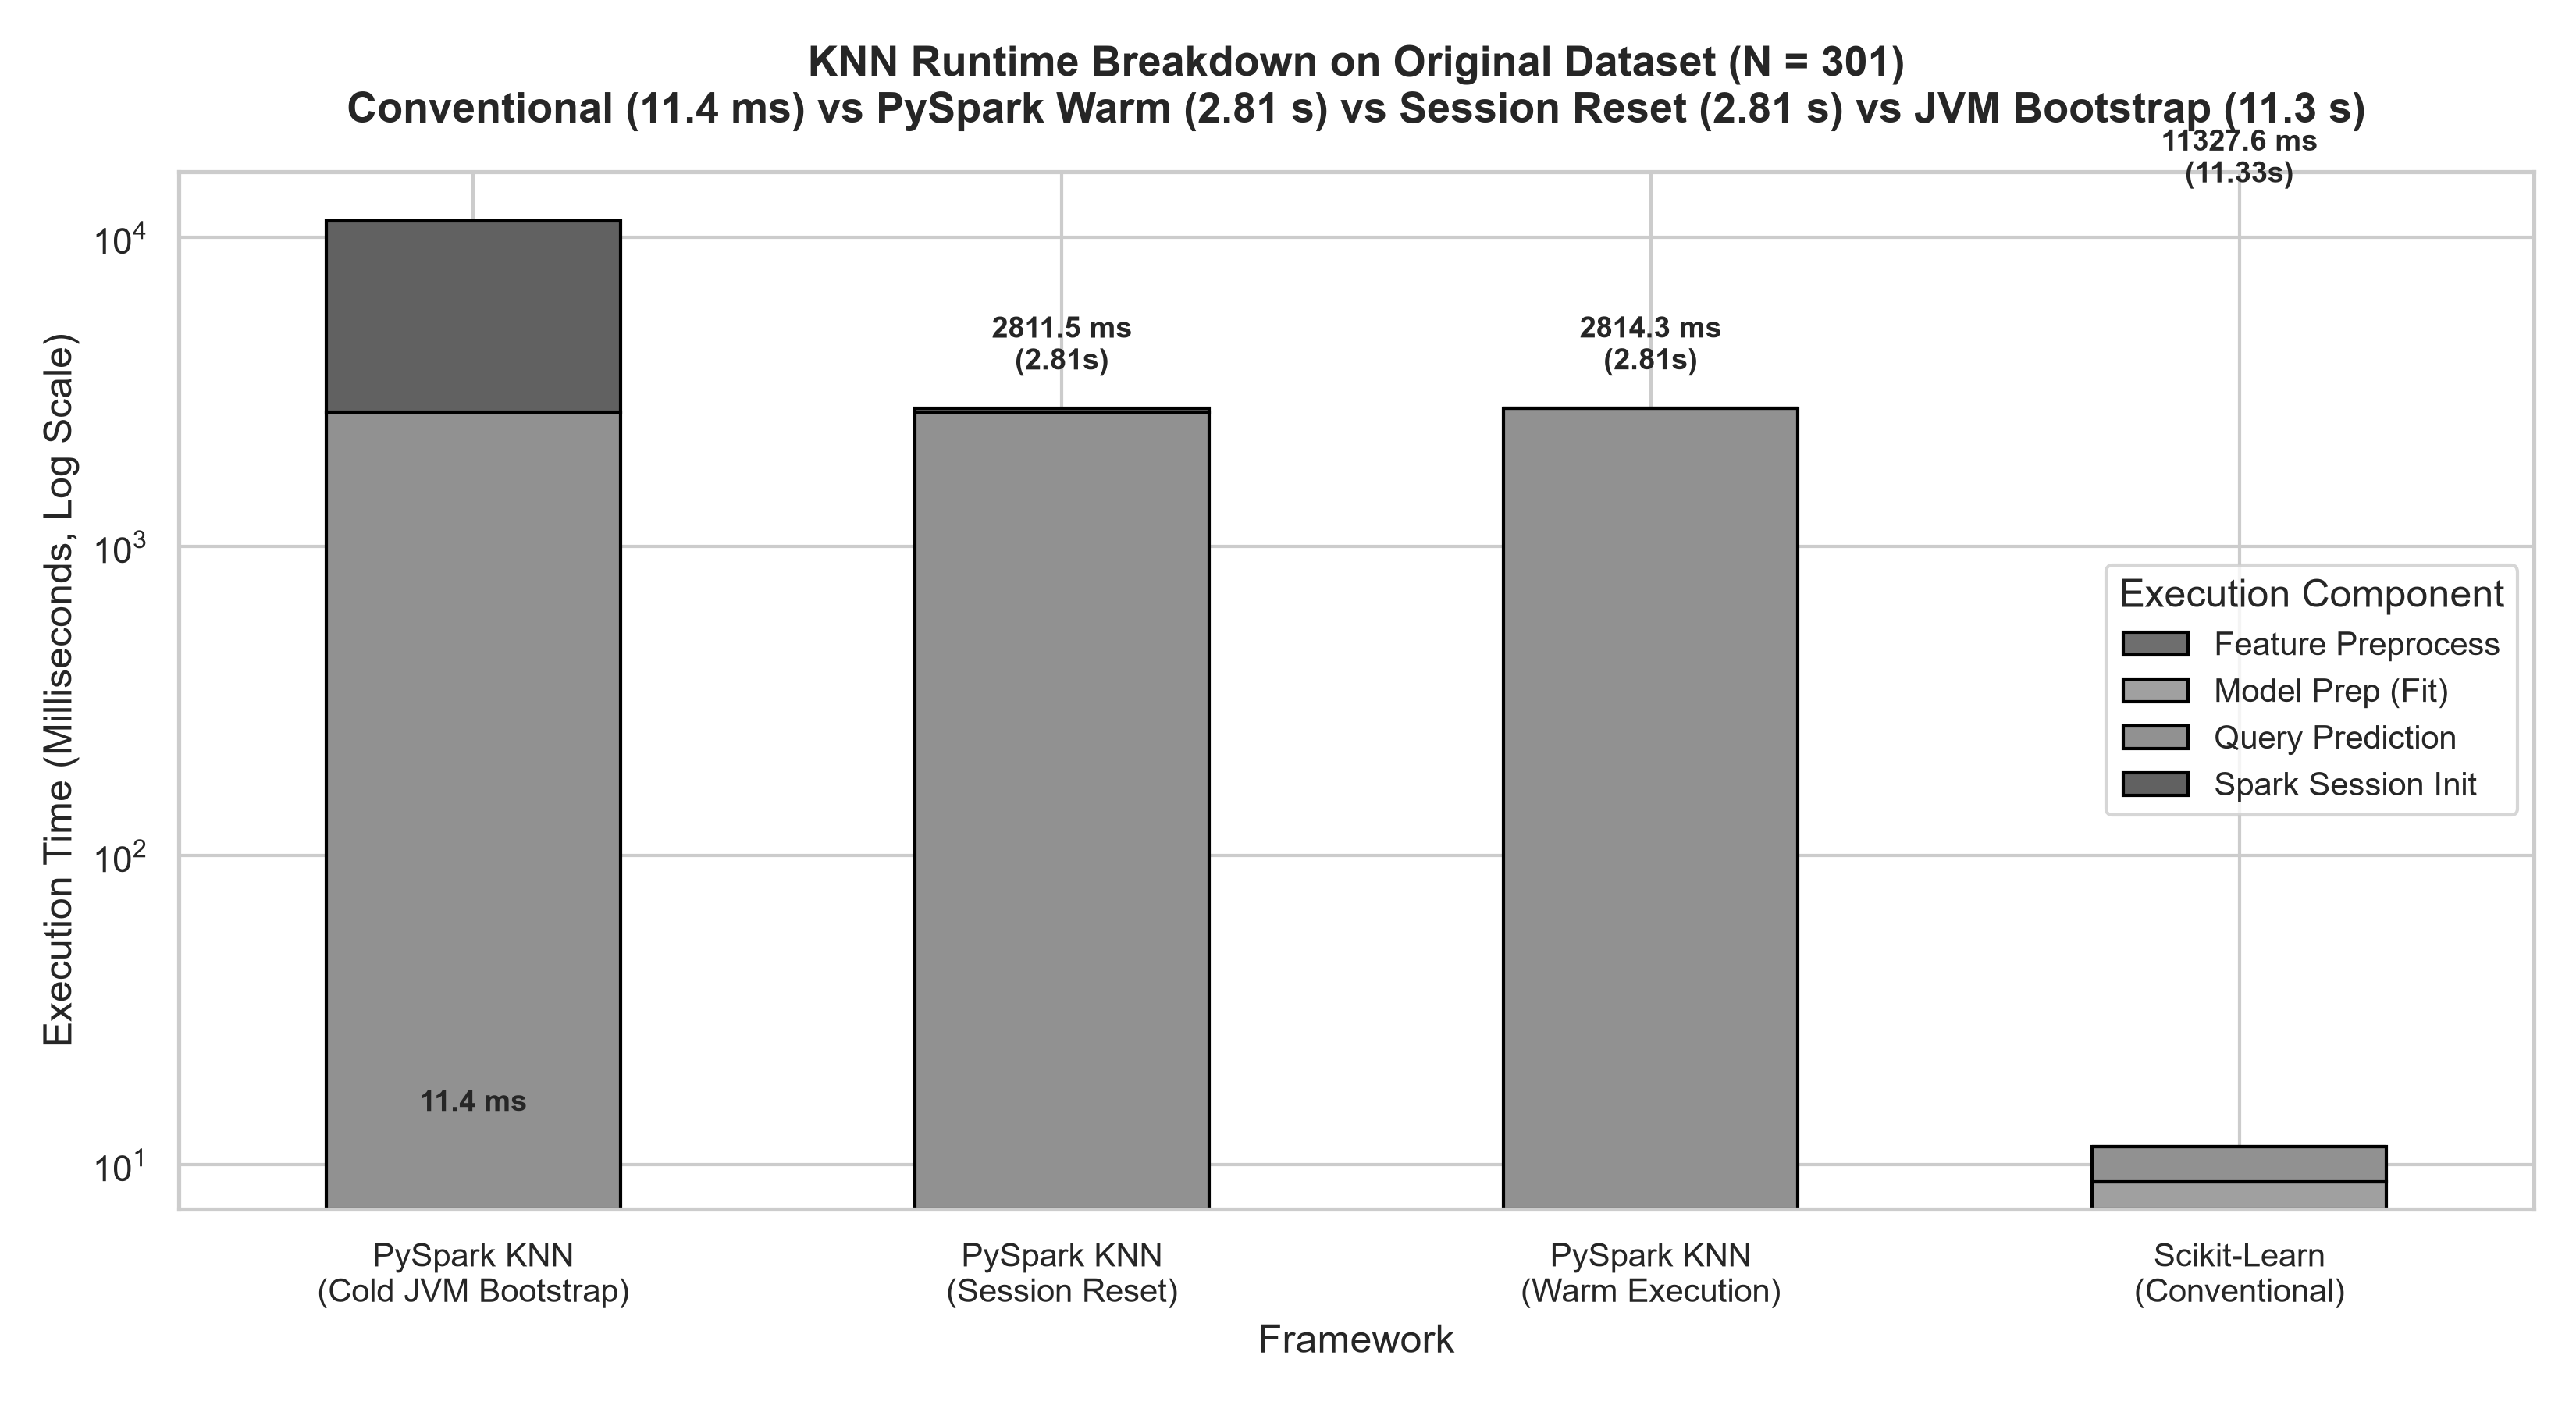 KNN Runtime Breakdown on Original Dataset (N = 301)
Conventional (11.4 ms) vs PySpark Warm (2.81 s) vs Session Reset (2.81 s) vs JVM Bootstrap (11.3 s)
11327.6 ms
(11.33s)
10^4
2811.5 ms
(2.81s)
2814.3 ms
(2.81s)
Execution Time (Milliseconds, Log Scale)
10^3
Execution Component
Feature Preprocess
Model Prep (Fit)
Query Prediction
Spark Session Init
10^2
11.4 ms
10^1
PySpark KNN
(Cold JVM Bootstrap)
PySpark KNN
(Session Reset)
PySpark KNN
(Warm Execution)
Scikit-Learn
(Conventional)
Framework